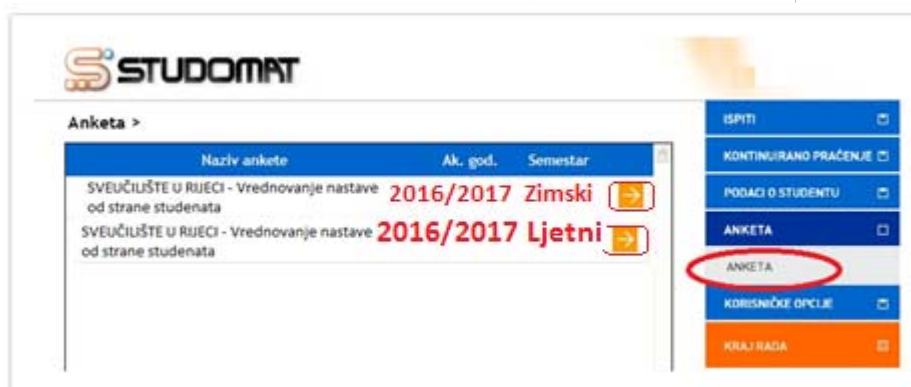 STUDOMAT
Anketa >
Naziv ankete Ak. god. Semestar
SVEUČILIŠTE U RIJECI - Vrednovanje nastave od strane studenata 2016/2017 Zimski
SVEUČILIŠTE U RIJECI - Vrednovanje nastave od strane studenata 2016/2017 Ljetni
ISPITI
KONTINUIRANO PRAĆENJE
PODACI O STUDENTU
ANKETA
ANKETA
KORISNIČKE OPCIJE
KRAJ RADA